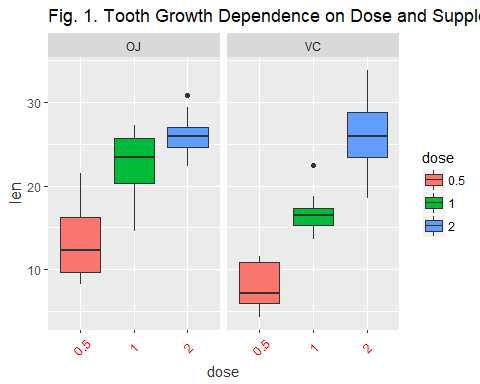 Fig. 1. Tooth Growth Dependence on Dose and Supple
OJ
VC
len
30
20
10
0.5
1
2
0.5
1
2
dose
dose
0.5
1
2